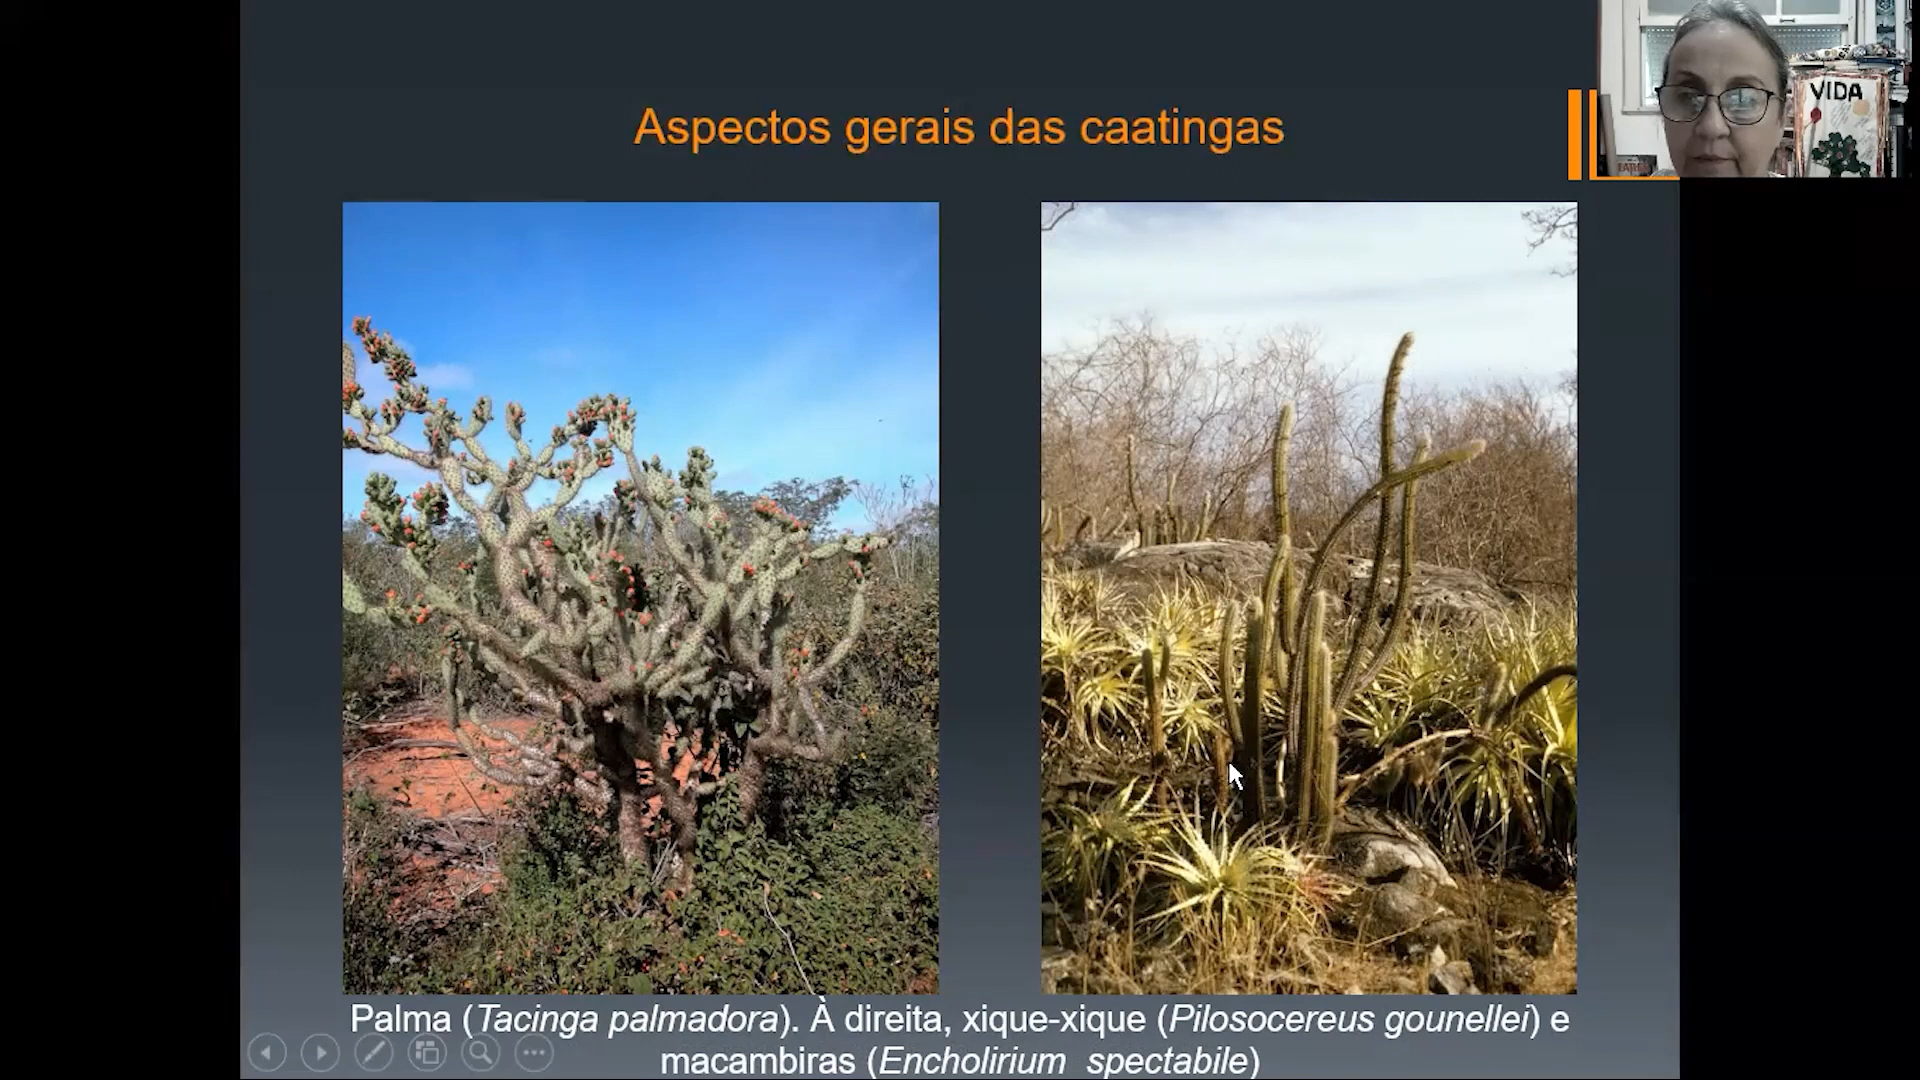 Aspectos gerais das caatingas
VIDA
Palma (Tacinga palmadora). À direita, xique-xique (Pilosocereus gounellei) e
macambiras (Encholirium spectabile)